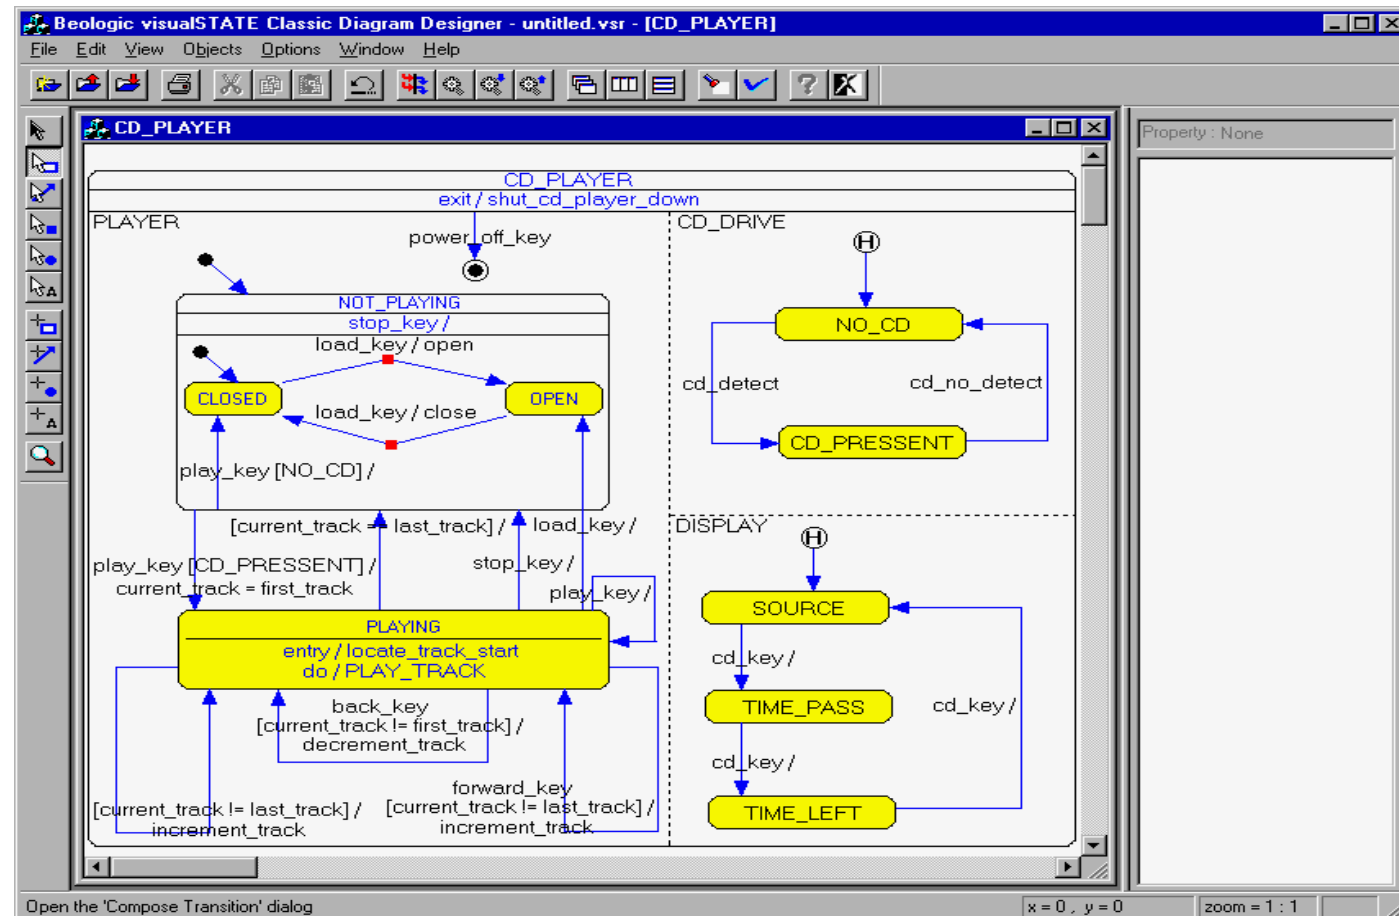 Beologic visualSTATE Classic Diagram Designer - untitled.vsr - [CD_PLAYER]
File Edit View Objects Options Window Help
CD_PLAYER
Property : None
CD_PLAYER
exit / shut_cd_player_down
PLAYER
power_off_key
NOT_PLAYING
stop_key /
load_key / open
CLOSED
OPEN
load_key / close
play_key [NO_CD] /
[current_track == last_track] /
load_key /
play_key [CD_PRESSENT] /
current_track = first_track
stop_key /
play_key /
PLAYING
entry / locate_track_start
do / PLAY_TRACK
back_key
[current_track != first_track] /
decrement_track
[current_track != last_track] /
increment_track
forward_key
[current_track != last_track] /
increment_track
CD_DRIVE
H
NO_CD
cd_detect
cd_no_detect
CD_PRESSENT
DISPLAY
H
SOURCE
cd_key /
TIME_PASS
cd_key /
cd_key /
TIME_LEFT
Open the 'Compose Transition' dialog
x = 0 , y = 0
zoom = 1 : 1